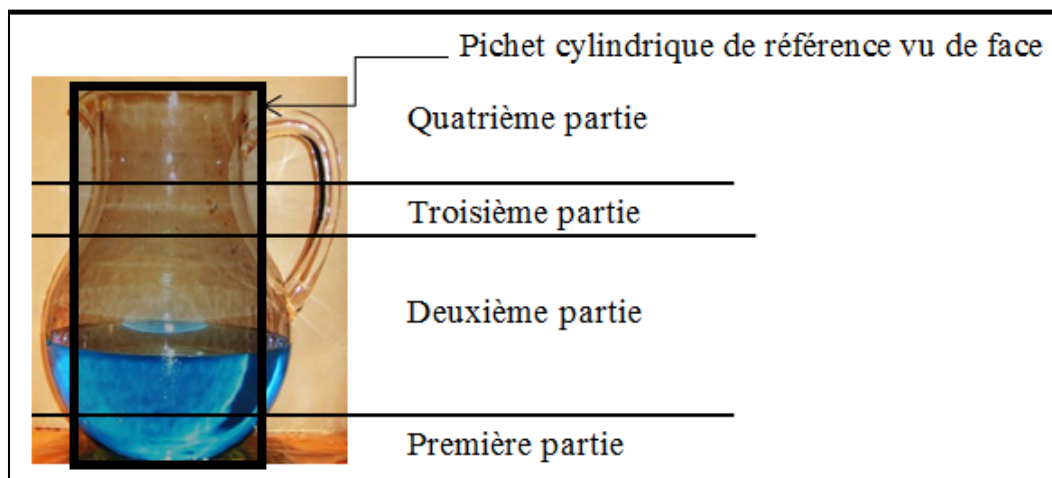 Pichet cylindrique de référence vu de face
Quatrième partie
Troisième partie
Deuxième partie
Première partie